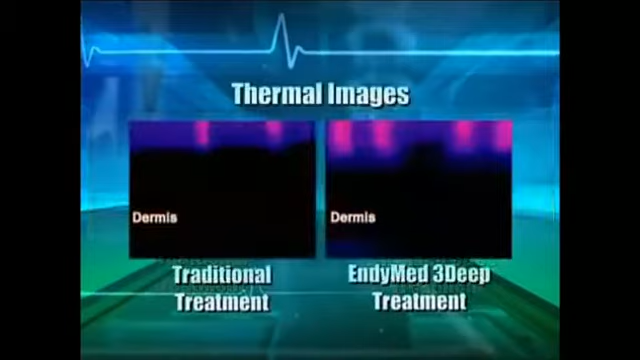 Thermal Images
Dermis
Dermis
Traditional
Treatment
EndyMed 3Deep
Treatment